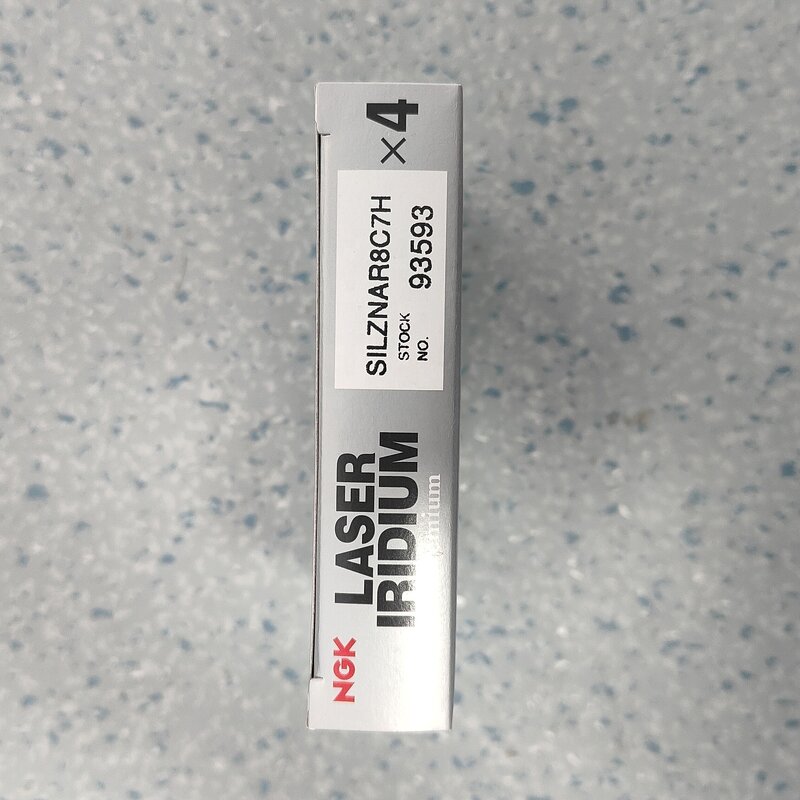 NGK
LASER
IRIDIUM
SILZNAR8C7H
STOCK
NO. 93593
×4